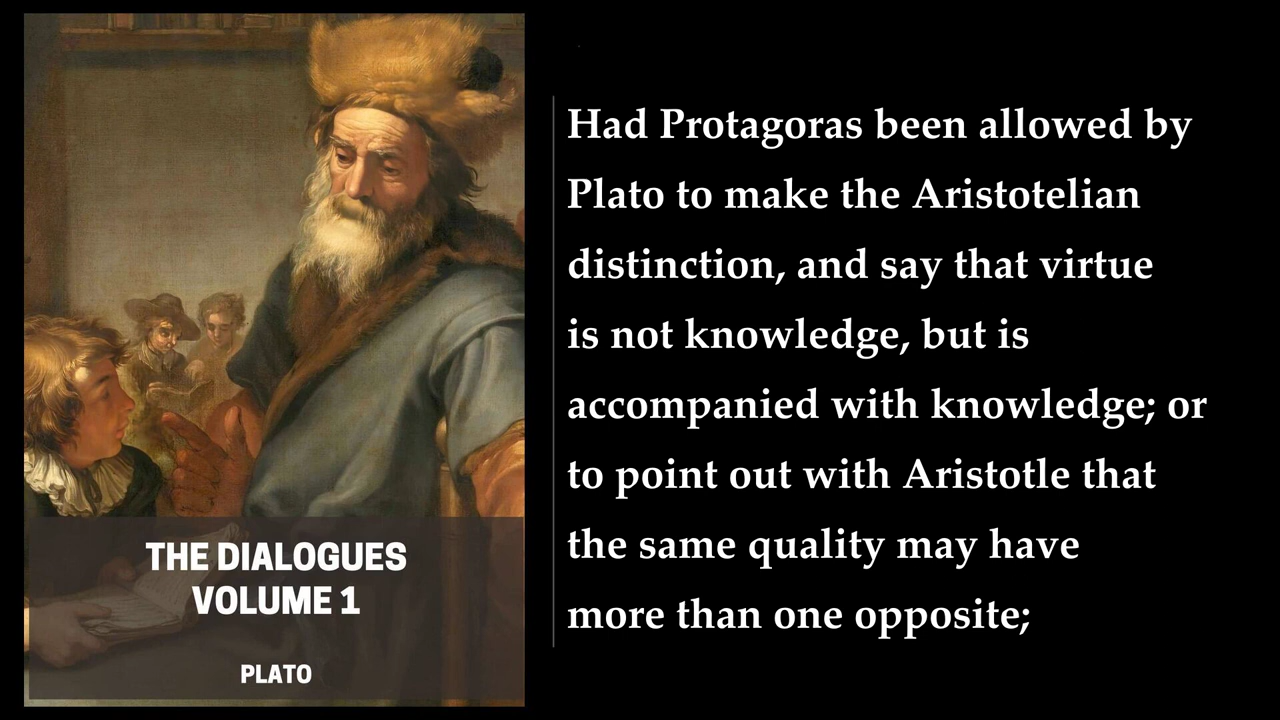 THE DIALOGUES
VOLUME 1
PLATO
Had Protagoras been allowed by
Plato to make the Aristotelian
distinction, and say that virtue
is not knowledge, but is
accompanied with knowledge; or
to point out with Aristotle that
the same quality may have
more than one opposite;